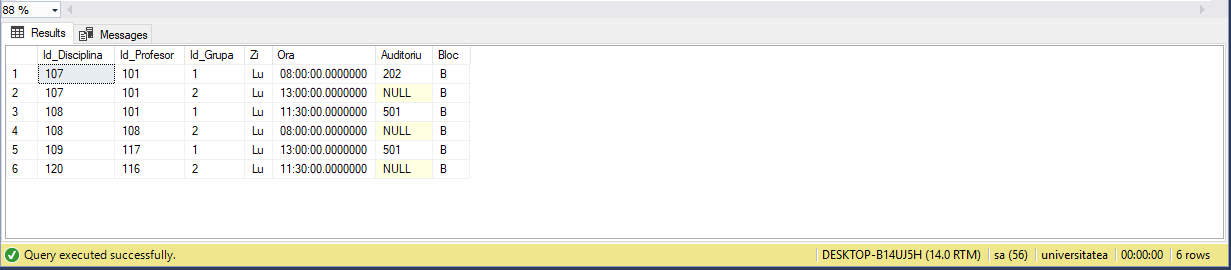 88 %
Results Messages
Id_Disciplina Id_Profesor Id_Grupa Zi Ora Auditoriu Bloc
1 107 101 1 Lu 08:00:00.0000000 202 B
2 107 101 2 Lu 13:00:00.0000000 NULL B
3 108 101 1 Lu 11:30:00.0000000 501 B
4 108 108 2 Lu 08:00:00.0000000 NULL B
5 109 117 1 Lu 13:00:00.0000000 501 B
6 120 116 2 Lu 11:30:00.0000000 NULL B
Query executed successfully. DESKTOP-B14UJ5H (14.0 RTM) sa (56) universitatea 00:00:00 6 rows